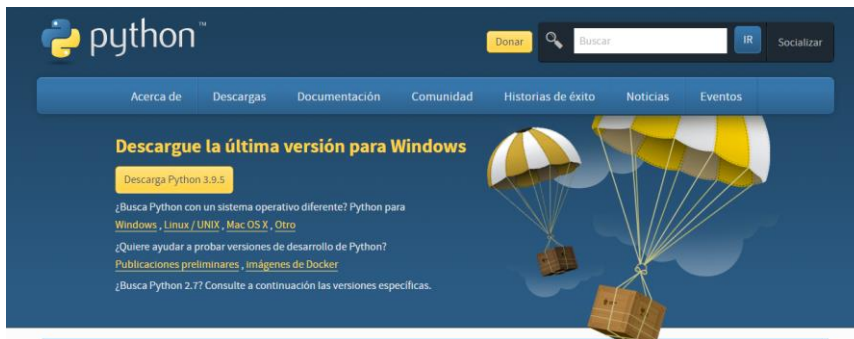 python™
Donar
Buscar
IR
Socializar
Acerca de Descargas Documentación Comunidad Historias de éxito Noticias Eventos
Descargue la última versión para Windows
Descarga Python 3.9.5
¿Busca Python con un sistema operativo diferente? Python para
Windows , Linux / UNIX , Mac OS X , Otro
¿Quiere ayudar a probar versiones de desarrollo de Python?
Publicaciones preliminares , imágenes de Docker
¿Busca Python 2.7? Consulte a continuación las versiones específicas.